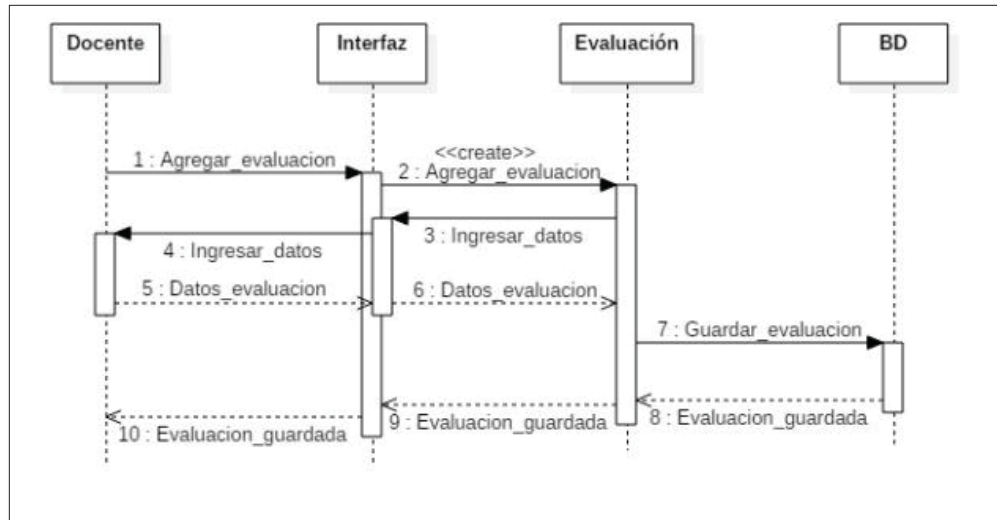 Docente
Interfaz
Evaluación
BD
1 : Agregar_evaluacion
<<create>>
2 : Agregar_evaluacion
3 : Ingresar_datos
4 : Ingresar_datos
5 : Datos_evaluacion
6 : Datos_evaluacion
7 : Guardar_evaluacion
8 : Evaluacion_guardada
9 : Evaluacion_guardada
10 : Evaluacion_guardada